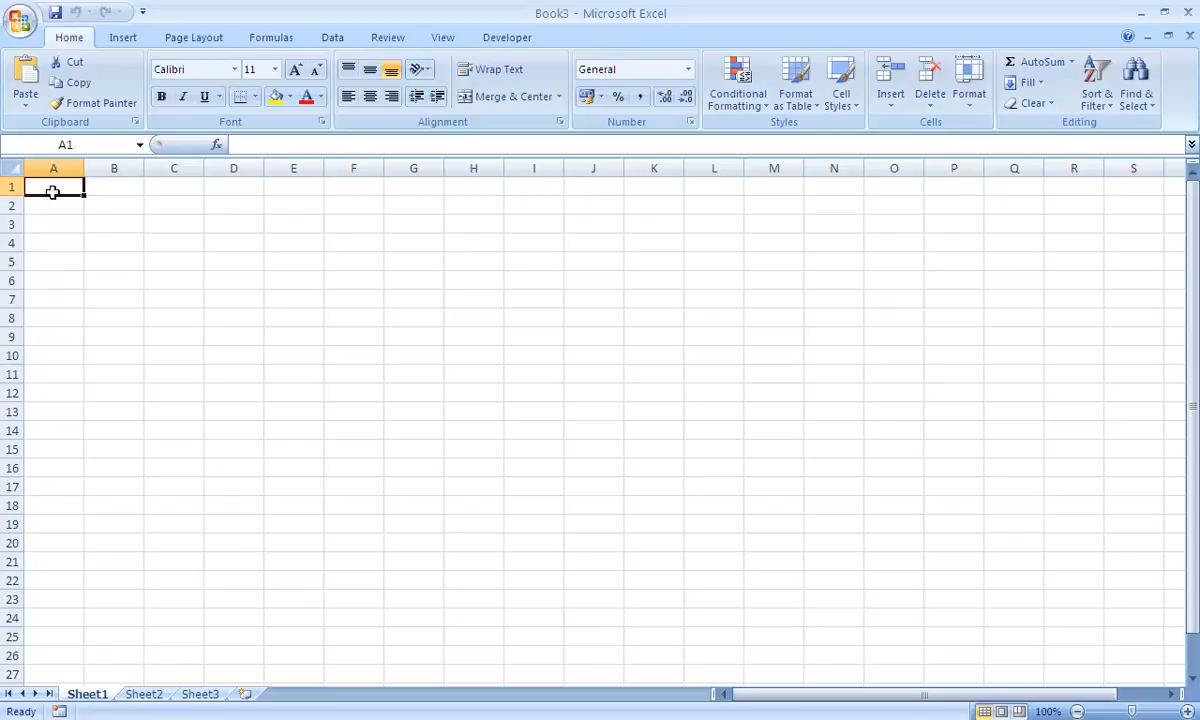 Book3 - Microsoft Excel
Home Insert Page Layout Formulas Data Review View Developer
Paste
Cut
Copy
Format Painter
Clipboard
Calibri 11
B I U
Font
Wrap Text
Merge & Center
Alignment
General
% ,
Number
Conditional Formatting
Format as Table
Cell Styles
Styles
Insert Delete Format
Cells
Σ AutoSum
Fill
Clear
Sort & Filter
Find & Select
Editing
A1 fx
A B C D E F G H I J K L M N O P Q R S
1
2
3
4
5
6
7
8
9
10
11
12
13
14
15
16
17
18
19
20
21
22
23
24
25
26
27
Sheet1 Sheet2 Sheet3
Ready 100%